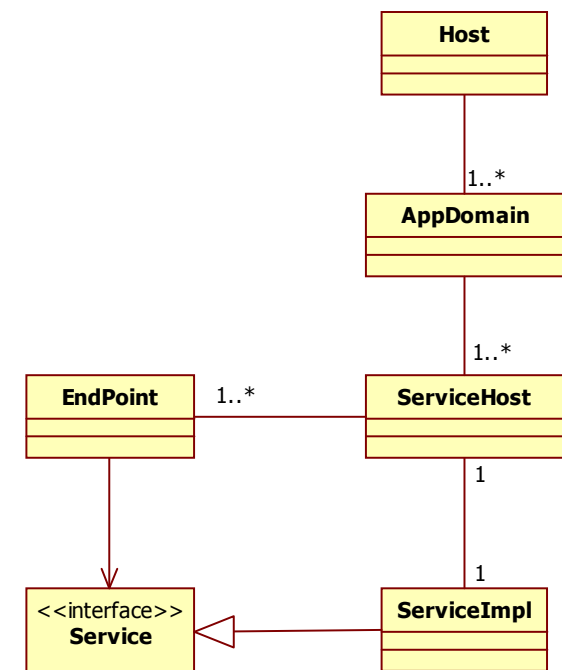 Host
1..*
AppDomain
1..*
EndPoint
1..*
ServiceHost
1
1
<<interface>>
Service
ServiceImpl